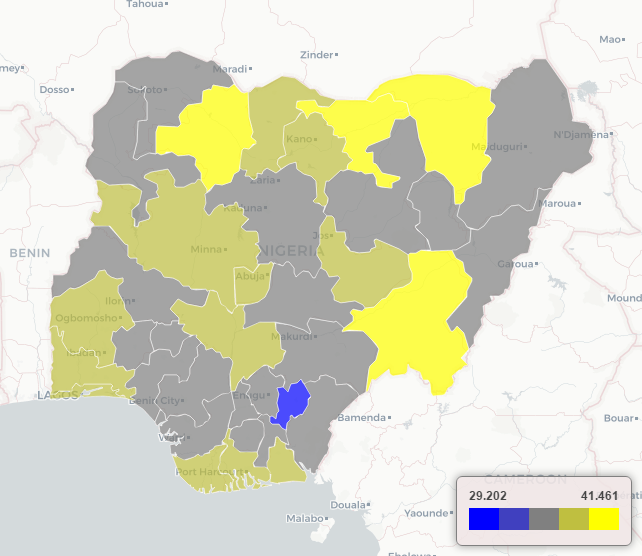 Tahoua
Zinder
Mao
Maradi
Dosso
Sokoto
N'Djamena
Kano
Maiduguri
Zaria
Maroua
Kaduna
Jos
Minna
NIGERIA
BENIN
Garoua
Abuja
Ilorin
Mound
Ogbomosho
Makurdi
Ibadan
LAGOS
Benin City
Enugu
Bamenda
Bouar
Warri
Port Harcourt
CAMEROON
29.202 41.461
Douala
Yaounde
Malabo